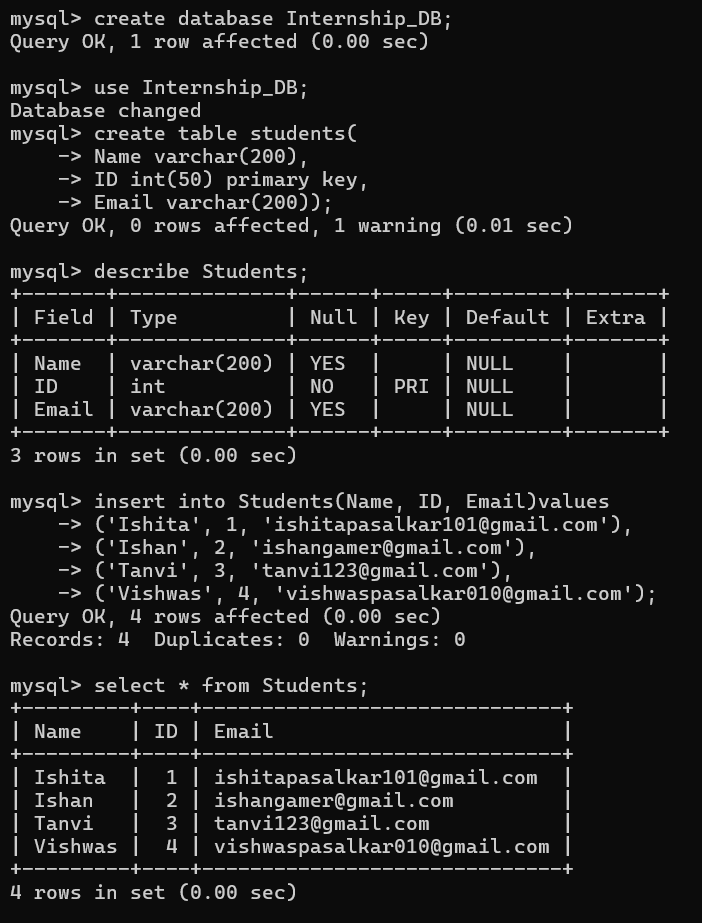 mysql> create database Internship_DB;
Query OK, 1 row affected (0.00 sec)

mysql> use Internship_DB;
Database changed
mysql> create table students(
    -> Name varchar(200),
    -> ID int(50) primary key,
    -> Email varchar(200));
Query OK, 0 rows affected, 1 warning (0.01 sec)

mysql> describe Students;
+-------+--------------+------+-----+---------+-------+
| Field | Type         | Null | Key | Default | Extra |
+-------+--------------+------+-----+---------+-------+
| Name  | varchar(200) | YES  |     | NULL    |       |
| ID    | int          | NO   | PRI | NULL    |       |
| Email | varchar(200) | YES  |     | NULL    |       |
+-------+--------------+------+-----+---------+-------+
3 rows in set (0.00 sec)

mysql> insert into Students(Name, ID, Email)values
    -> ('Ishita', 1, 'ishitapasalkar101@gmail.com'),
    -> ('Ishan', 2, 'ishangamer@gmail.com'),
    -> ('Tanvi', 3, 'tanvi123@gmail.com'),
    -> ('Vishwas', 4, 'vishwaspasalkar010@gmail.com');
Query OK, 4 rows affected (0.00 sec)
Records: 4  Duplicates: 0  Warnings: 0

mysql> select * from Students;
+---------+----+------------------------------+
| Name    | ID | Email                        |
+---------+----+------------------------------+
| Ishita  |  1 | ishitapasalkar101@gmail.com  |
| Ishan   |  2 | ishangamer@gmail.com         |
| Tanvi   |  3 | tanvi123@gmail.com           |
| Vishwas |  4 | vishwaspasalkar010@gmail.com |
+---------+----+------------------------------+
4 rows in set (0.00 sec)